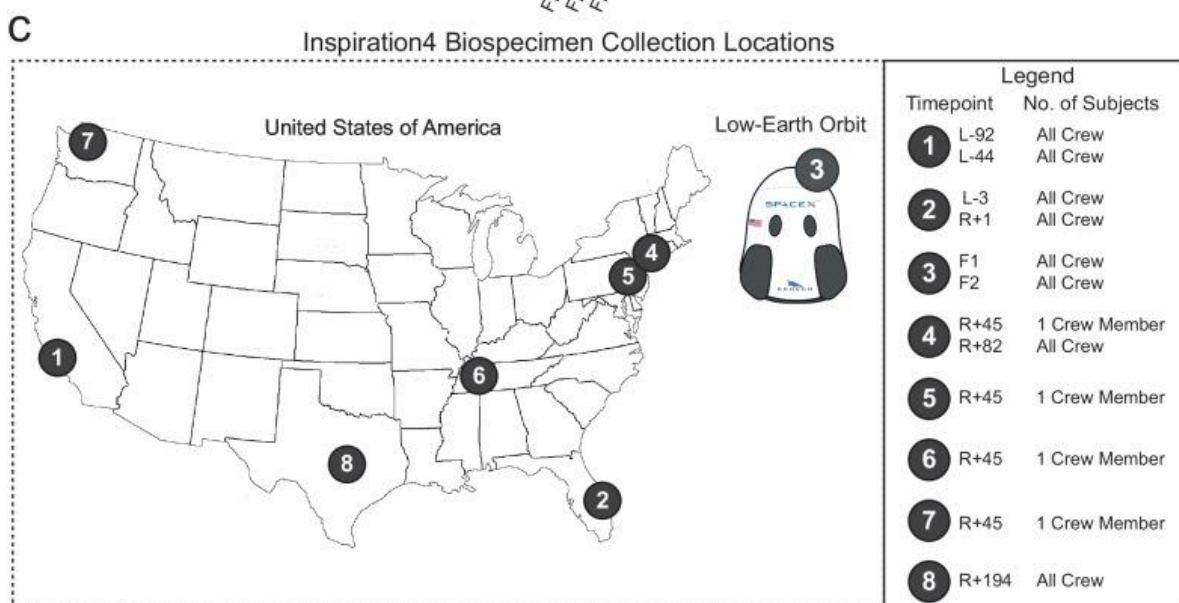 C
Inspiration4 Biospecimen Collection Locations
United States of America
Low-Earth Orbit
7
3
SPACEX
4
5
1
6
8
2
Legend
Timepoint No. of Subjects
1 L-92 All Crew
L-44 All Crew
2 L-3 All Crew
R+1 All Crew
3 F1 All Crew
F2 All Crew
4 R+45 1 Crew Member
R+82 All Crew
5 R+45 1 Crew Member
6 R+45 1 Crew Member
7 R+45 1 Crew Member
8 R+194 All Crew